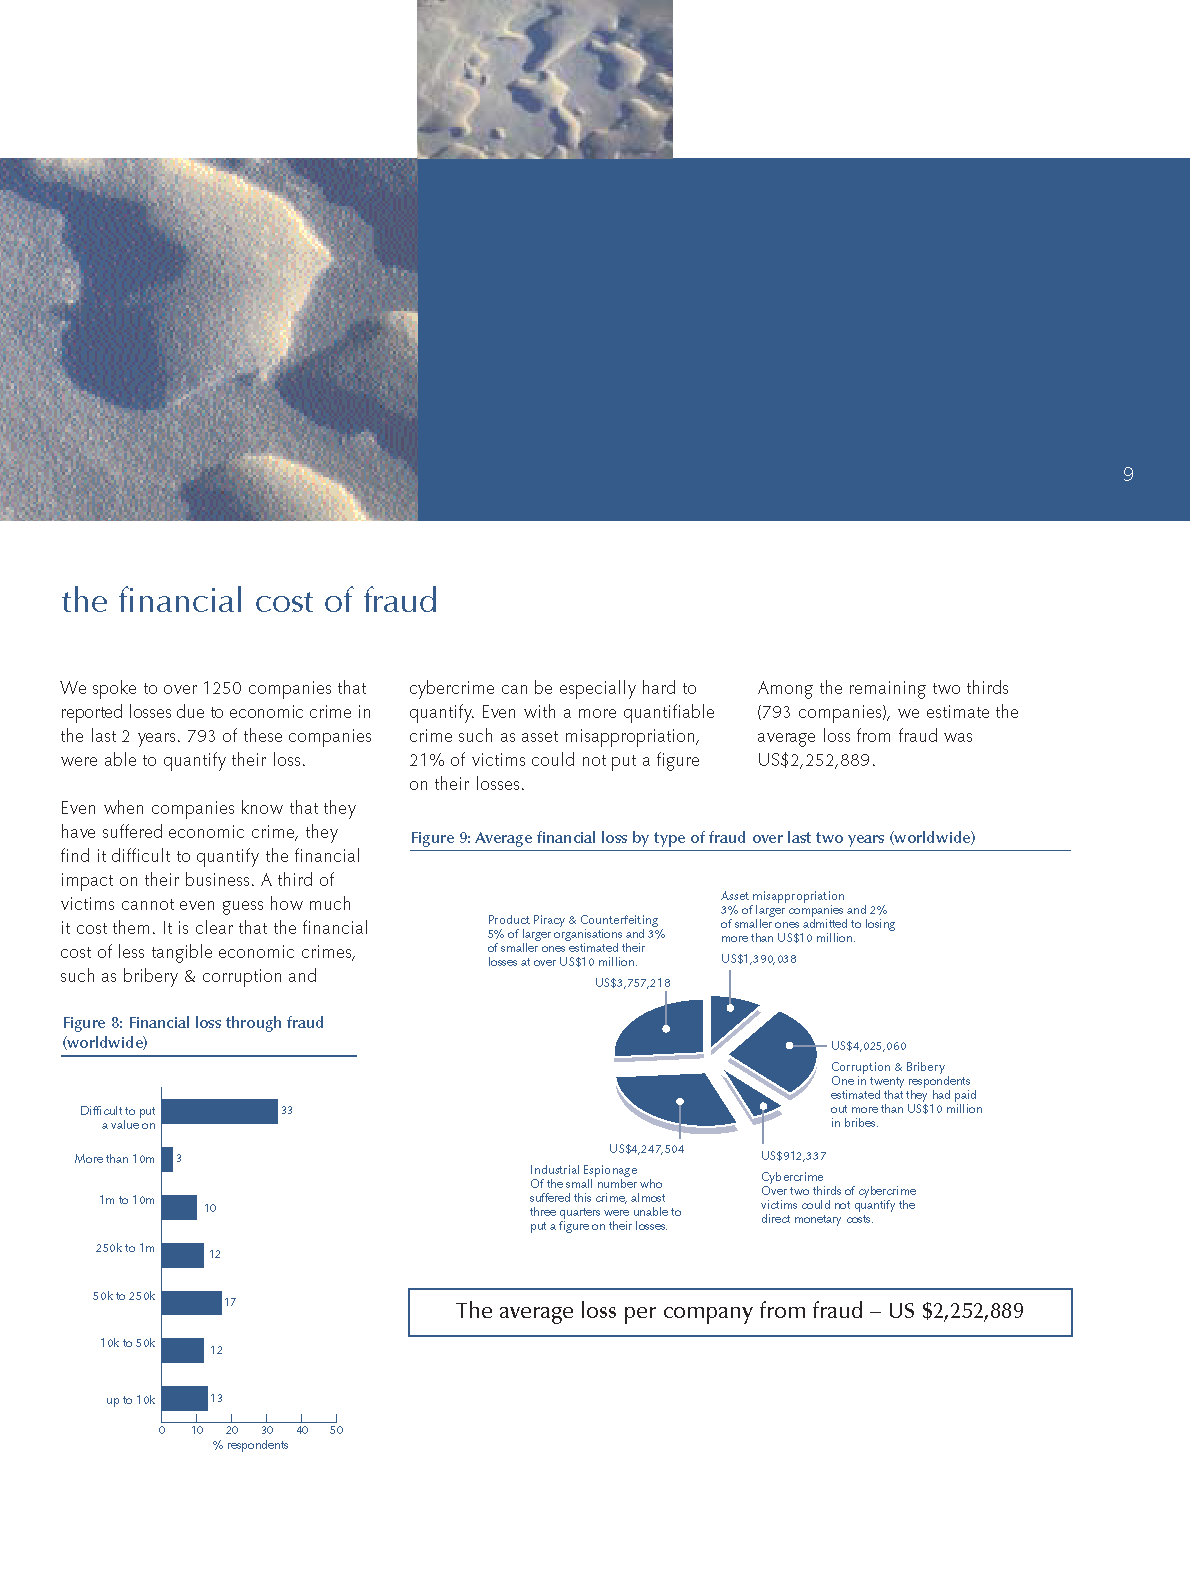 9
the financial cost of fraud
We spoke to over 1250 companies that
reported losses due to economic crime in
the last 2 years. 793 of these companies
were able to quantify their loss.
Even when companies know that they
have suffered economic crime, they
find it difficult to quantify the financial
impact on their business. A third of
victims cannot even guess how much
it cost them. It is clear that the financial
cost of less tangible economic crimes,
such as bribery & corruption and
cybercrime can be especially hard to
quantify. Even with a more quantifiable
crime such as asset misappropriation,
21% of victims could not put a figure
on their losses.
Among the remaining two thirds
(793 companies), we estimate the
average loss from fraud was
US$2,252,889.
Figure 8: Financial loss through fraud
(worldwide)
Difficult to put
a value on
33
More than 10m
3
1m to 10m
10
250k to 1m
12
50k to 250k
17
10k to 50k
12
up to 10k
13
0 10 20 30 40 50
% respondents
Figure 9: Average financial loss by type of fraud over last two years (worldwide)
Product Piracy & Counterfeiting
5% of larger organisations and 3%
of smaller ones estimated their
losses at over US$10 million.
US$3,757,218
Asset misappropriation
3% of larger companies and 2%
of smaller ones admitted to losing
more than US$10 million.
US$1,390,038
US$4,025,060
Corruption & Bribery
One in twenty respondents
estimated that they had paid
out more than US$10 million
in bribes.
US$4,247,504
Industrial Espionage
Of the small number who
suffered this crime, almost
three quarters were unable to
put a figure on their losses.
US$912,337
Cybercrime
Over two thirds of cybercrime
victims could not quantify the
direct monetary costs.
The average loss per company from fraud – US $2,252,889